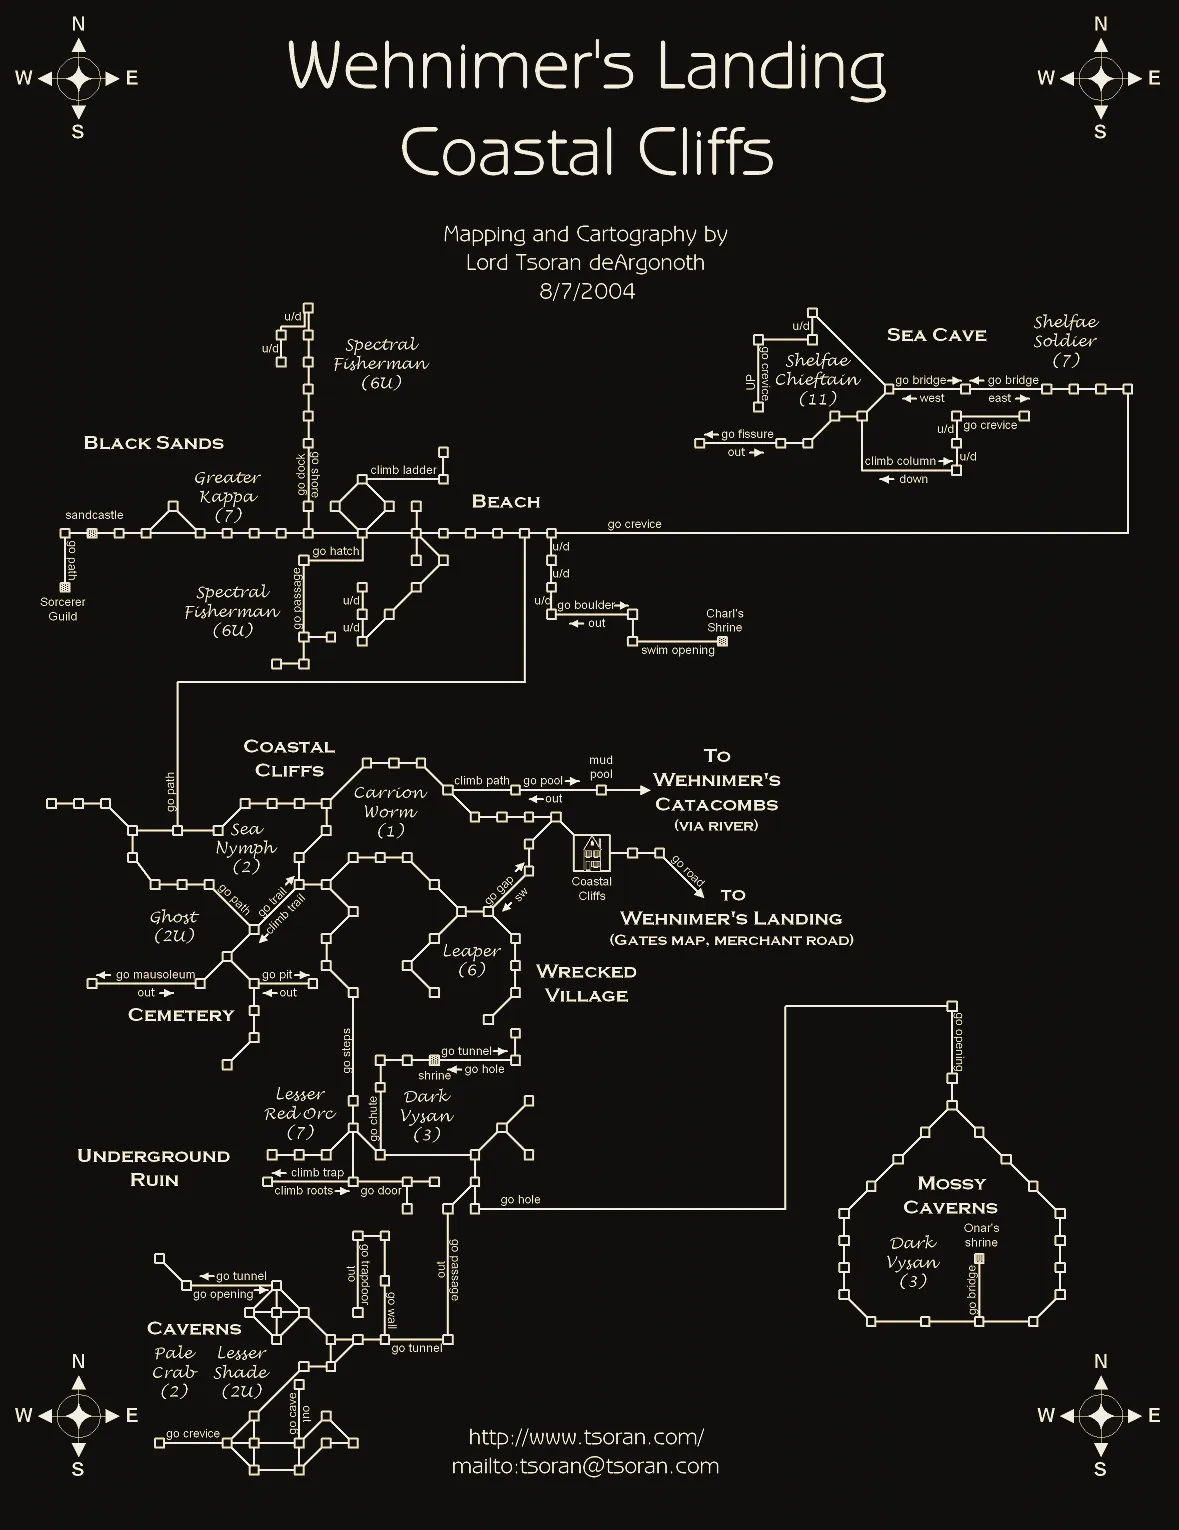 N
W E
S
N
W E
S
Wehnimer's Landing
Coastal Cliffs
Mapping and Cartography by
Lord Tsoran deArgonoth
8/7/2004
u/d
u/d
Spectral
Fisherman
(6U)
go dock
go shore
BLACK SANDS
Greater
Kappa
(7)
sandcastle
go path
Sorcerer
Guild
climb ladder
BEACH
go hatch
go passage
Spectral
Fisherman
(6U)
u/d
u/d
u/d
UP
go crevice
Shelfae
Chieftain
(11)
SEA CAVE
Shelfae
Soldier
(7)
go bridge
west
go bridge
east
go fissure
out
u/d
go crevice
u/d
climb column
down
go crevice
u/d
u/d
u/d
go boulder
out
Charl's
Shrine
swim opening
go path
COASTAL
CLIFFS
Carrion
Worm
(1)
climb path
go pool
out
mud
pool
TO
WEHNIMER'S
CATACOMBS
(VIA RIVER)
Sea
Nymph
(2)
Coastal
Cliffs
go road
TO
WEHNIMER'S LANDING
(GATES MAP, MERCHANT ROAD)
go gap
sw
go path
go trail
climb trail
Ghost
(2U)
Leaper
(6)
WRECKED
VILLAGE
go mausoleum
out
go pit
out
CEMETERY
go steps
go tunnel
shrine
go hole
go chute
Lesser
Red Orc
(7)
Dark
Vysan
(3)
UNDERGROUND
RUIN
climb trap
climb roots
go door
go hole
go opening
MOSSY
CAVERNS
Onar's
shrine
Dark
Vysan
(3)
go bridge
out
go trapdoor
go wall
out
go passage
go tunnel
go opening
go tunnel
CAVERNS
Pale
Crab
(2)
Lesser
Shade
(2U)
go cave
out
go crevice
N
W E
S
N
W E
S
http://www.tsoran.com/
mailto:tsoran@tsoran.com